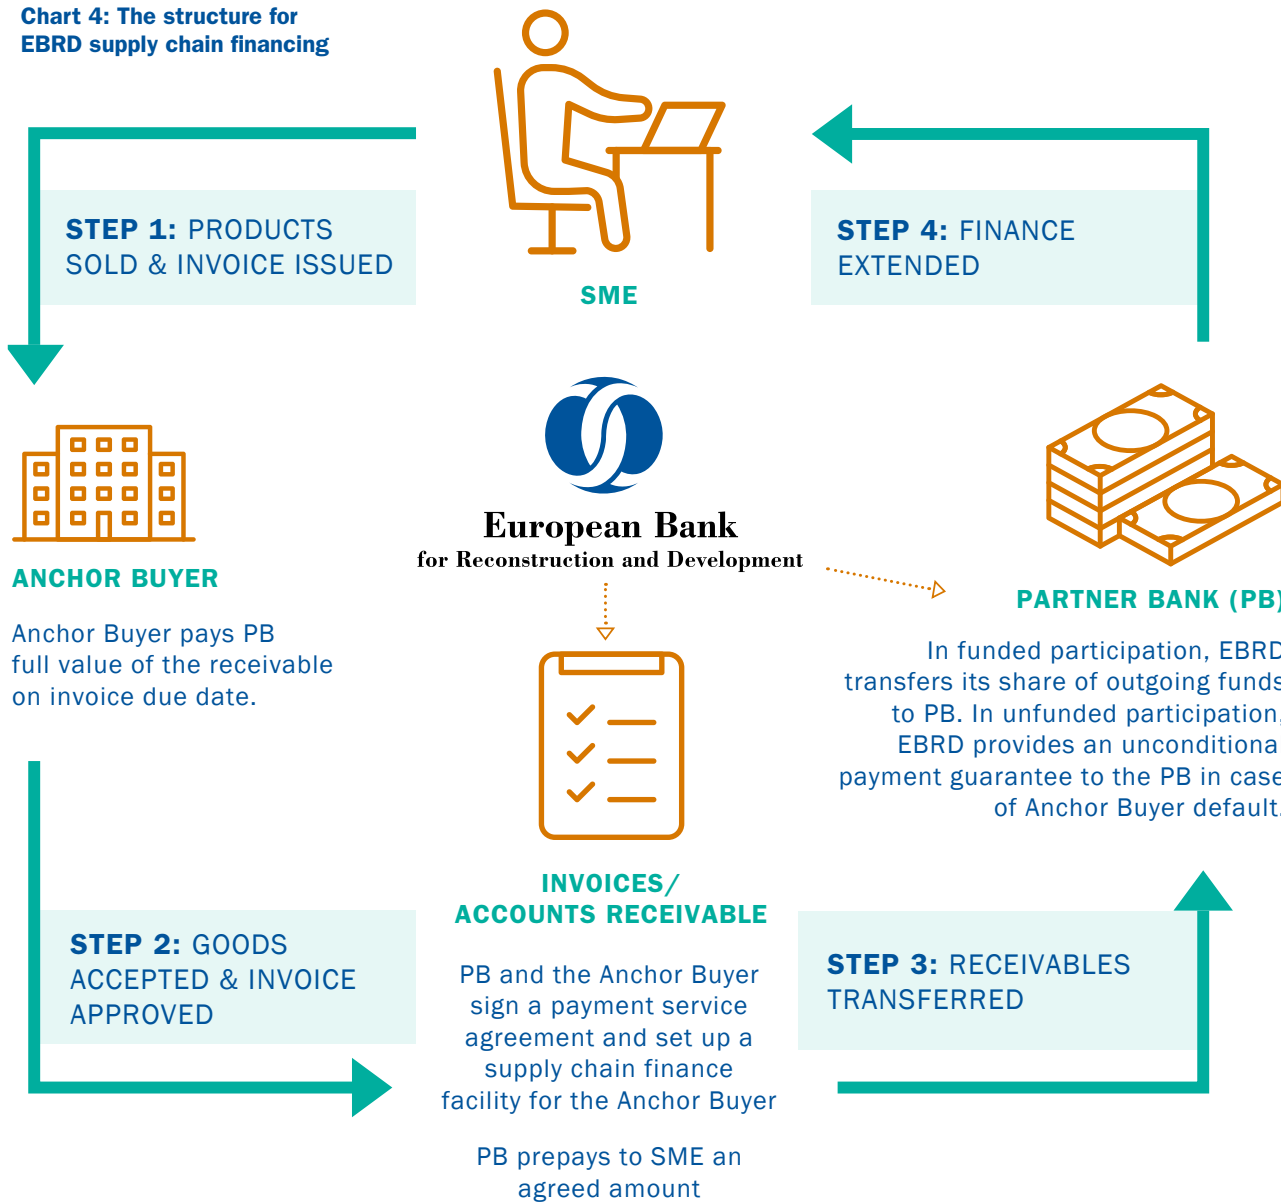 Chart 4: The structure for
EBRD supply chain financing
STEP 1: PRODUCTS
SOLD & INVOICE ISSUED
SME
STEP 4: FINANCE
EXTENDED
European Bank
for Reconstruction and Development
ANCHOR BUYER
Anchor Buyer pays PB
full value of the receivable
on invoice due date.
PARTNER BANK (PB)
In funded participation, EBRD
transfers its share of outgoing funds
to PB. In unfunded participation,
EBRD provides an unconditiona
payment guarantee to the PB in case
of Anchor Buyer default.
STEP 2: GOODS
ACCEPTED & INVOICE
APPROVED
INVOICES/
ACCOUNTS RECEIVABLE
PB and the Anchor Buyer
sign a payment service
agreement and set up a
supply chain finance
facility for the Anchor Buyer
PB prepays to SME an
agreed amount
STEP 3: RECEIVABLES
TRANSFERRED